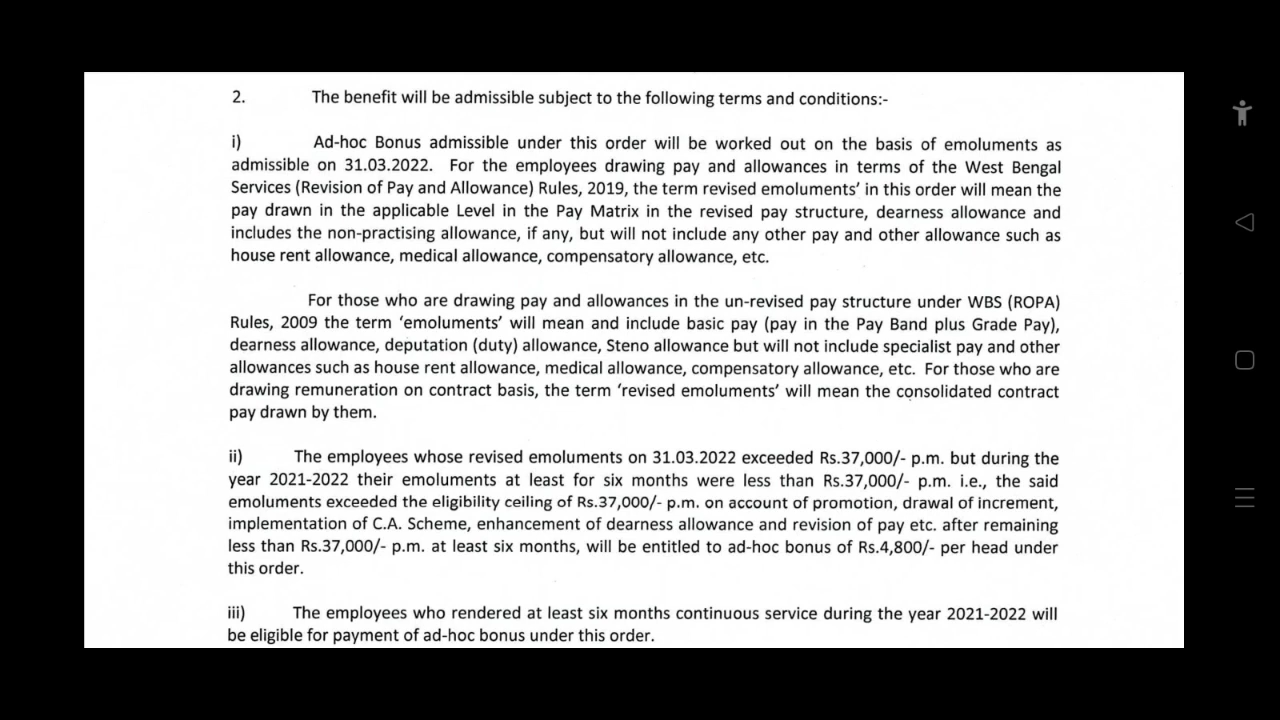 2. The benefit will be admissible subject to the following terms and conditions:-
i) Ad-hoc Bonus admissible under this order will be worked out on the basis of emoluments as
admissible on 31.03.2022. For the employees drawing pay and allowances in terms of the West Bengal
Services (Revision of Pay and Allowance) Rules, 2019, the term revised emoluments’ in this order will mean the
pay drawn in the applicable Level in the Pay Matrix in the revised pay structure, dearness allowance and
includes the non-practising allowance, if any, but will not include any other pay and other allowance such as
house rent allowance, medical allowance, compensatory allowance, etc.
For those who are drawing pay and allowances in the un-revised pay structure under WBS (ROPA)
Rules, 2009 the term ‘emoluments’ will mean and include basic pay (pay in the Pay Band plus Grade Pay),
dearness allowance, deputation (duty) allowance, Steno allowance but will not include specialist pay and other
allowances such as house rent allowance, medical allowance, compensatory allowance, etc. For those who are
drawing remuneration on contract basis, the term ‘revised emoluments’ will mean the consolidated contract
pay drawn by them.
ii) The employees whose revised emoluments on 31.03.2022 exceeded Rs.37,000/- p.m. but during the
year 2021-2022 their emoluments at least for six months were less than Rs.37,000/- p.m. i.e., the said
emoluments exceeded the eligibility ceiling of Rs.37,000/- p.m. on account of promotion, drawal of increment,
implementation of C.A. Scheme, enhancement of dearness allowance and revision of pay etc. after remaining
less than Rs.37,000/- p.m. at least six months, will be entitled to ad-hoc bonus of Rs.4,800/- per head under
this order.
iii) The employees who rendered at least six months continuous service during the year 2021-2022 will
be eligible for payment of ad-hoc bonus under this order.